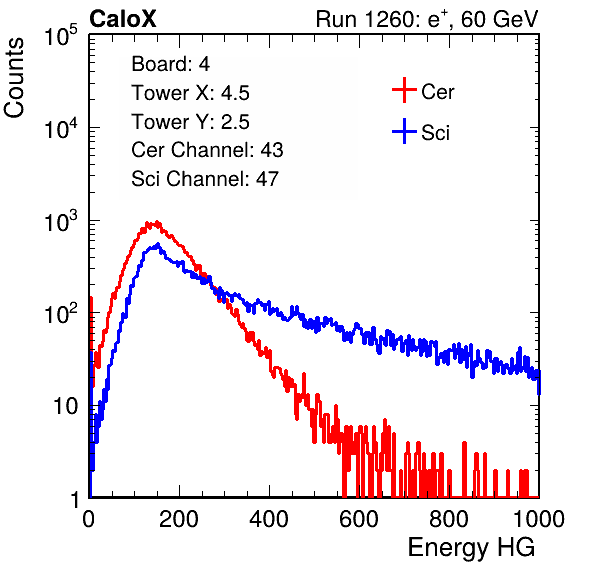 CaloX Run 1260: e⁺, 60 GeV
Counts
Board: 4
Tower X: 4.5
Tower Y: 2.5
Cer Channel: 43
Sci Channel: 47
Cer
Sci
10⁵
10⁴
10³
10²
10
1
0 200 400 600 800 1000
Energy HG